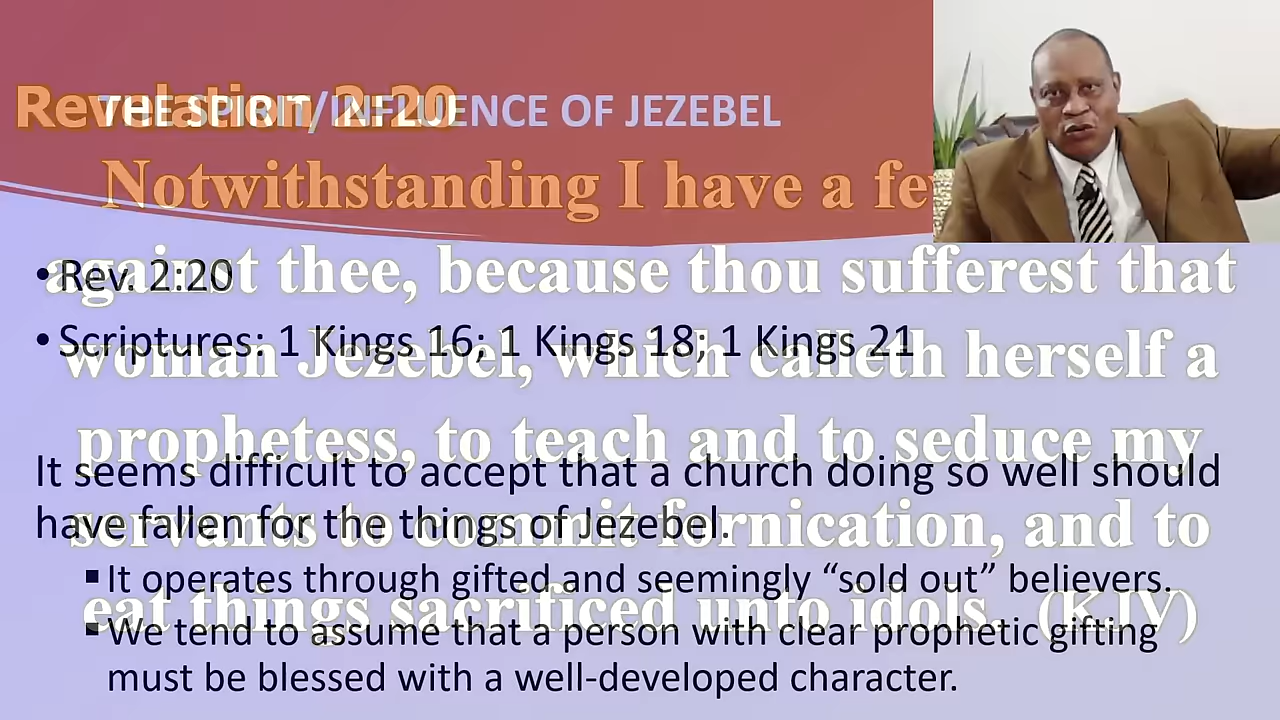 Revelation 2:20
THE SPIRIT/INFLUENCE OF JEZEBEL
Notwithstanding I have a fe
against thee, because thou sufferest that
• Rev. 2:20
• Scriptures: 1 Kings 16; 1 Kings 18; 1 Kings 21
woman Jezebel, which calleth herself a
prophetess, to teach and to seduce my
It seems difficult to accept that a church doing so well should
have fallen for the things of Jezebel.
servants to commit fornication, and to
▪ It operates through gifted and seemingly “sold out” believers.
eat things sacrificed unto idols. (KJV)
▪ We tend to assume that a person with clear prophetic gifting
must be blessed with a well-developed character.